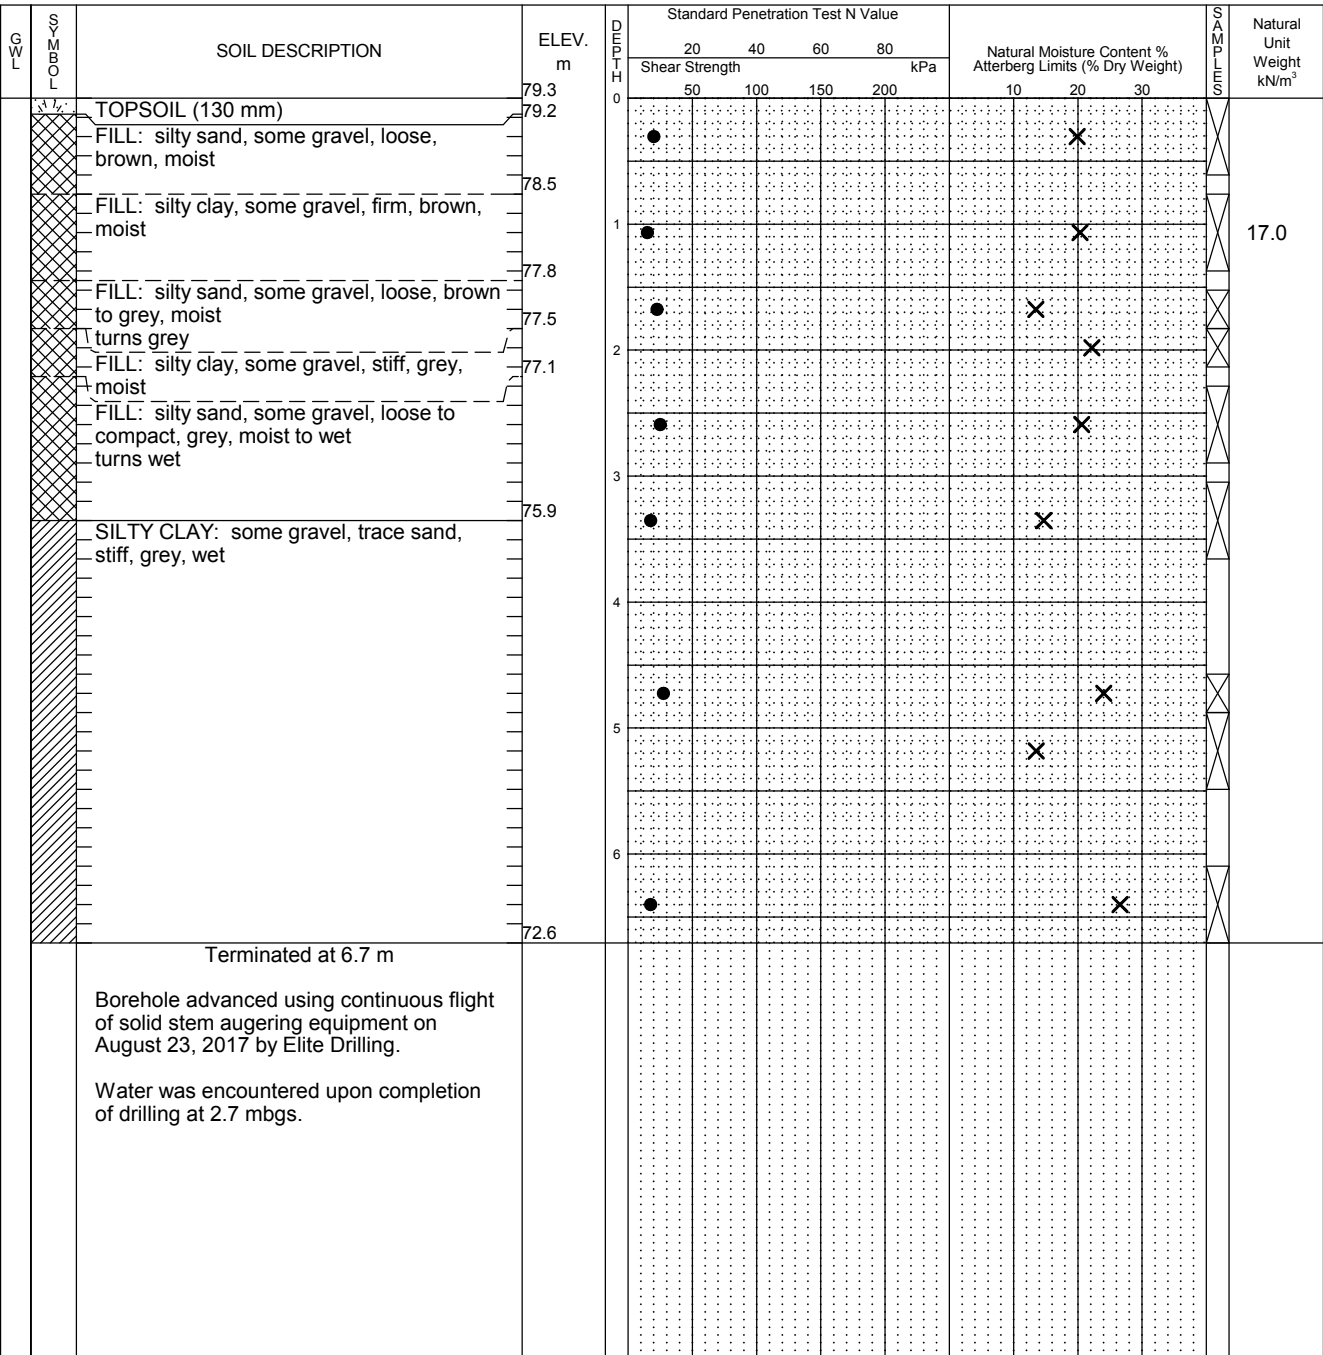 GWL
SYMBOL
SOIL DESCRIPTION
ELEV.
m
79.3
DEPTH
0
Standard Penetration Test N Value
20 40 60 80
Shear Strength kPa
50 100 150 200
Natural Moisture Content %
Atterberg Limits (% Dry Weight)
10 20 30
SAMPLES
Natural
Unit
Weight
kN/m³
TOPSOIL (130 mm)
79.2
FILL: silty sand, some gravel, loose,
brown, moist
78.5
FILL: silty clay, some gravel, firm, brown,
moist
1
17.0
77.8
FILL: silty sand, some gravel, loose, brown
to grey, moist
77.5
turns grey
2
FILL: silty clay, some gravel, stiff, grey,
77.1
moist
FILL: silty sand, some gravel, loose to
compact, grey, moist to wet
turns wet
3
75.9
SILTY CLAY: some gravel, trace sand,
stiff, grey, wet
4
5
6
72.6
Terminated at 6.7 m
Borehole advanced using continuous flight
of solid stem augering equipment on
August 23, 2017 by Elite Drilling.
Water was encountered upon completion
of drilling at 2.7 mbgs.